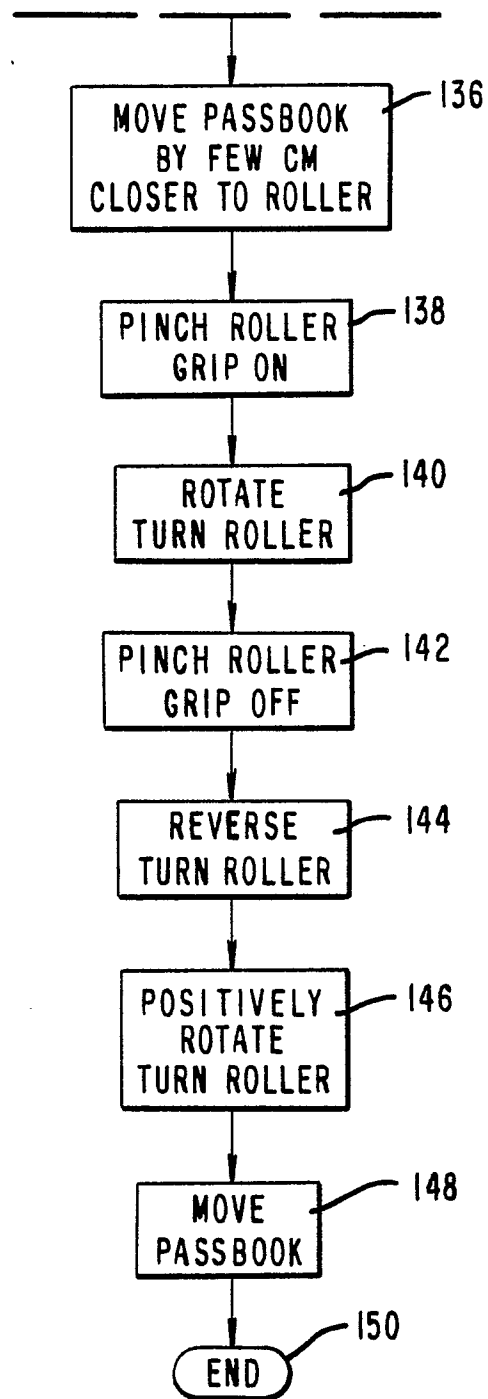 136
MOVE PASSBOOK
BY FEW CM
CLOSER TO ROLLER
138
PINCH ROLLER
GRIP ON
140
ROTATE
TURN ROLLER
142
PINCH ROLLER
GRIP OFF
144
REVERSE
TURN ROLLER
146
POSITIVELY
ROTATE
TURN ROLLER
148
MOVE
PASSBOOK
150
END